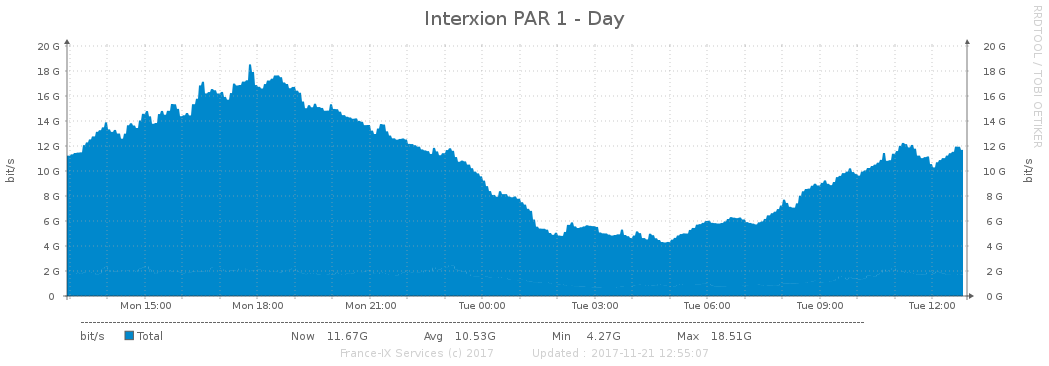 Interxion PAR 1 - Day
RRDTOOL / TOBI OETIKER
20 G 20 G
18 G 18 G
16 G 16 G
14 G 14 G
12 G 12 G
10 G 10 G
8 G 8 G
6 G 6 G
4 G 4 G
2 G 2 G
0 0 G
bit/s bit/s
Mon 15:00 Mon 18:00 Mon 21:00 Tue 00:00 Tue 03:00 Tue 06:00 Tue 09:00 Tue 12:00
bit/s Total Now 11.67G Avg 10.53G Min 4.27G Max 18.51G
France-IX Services (c) 2017 Updated : 2017-11-21 12:55:07